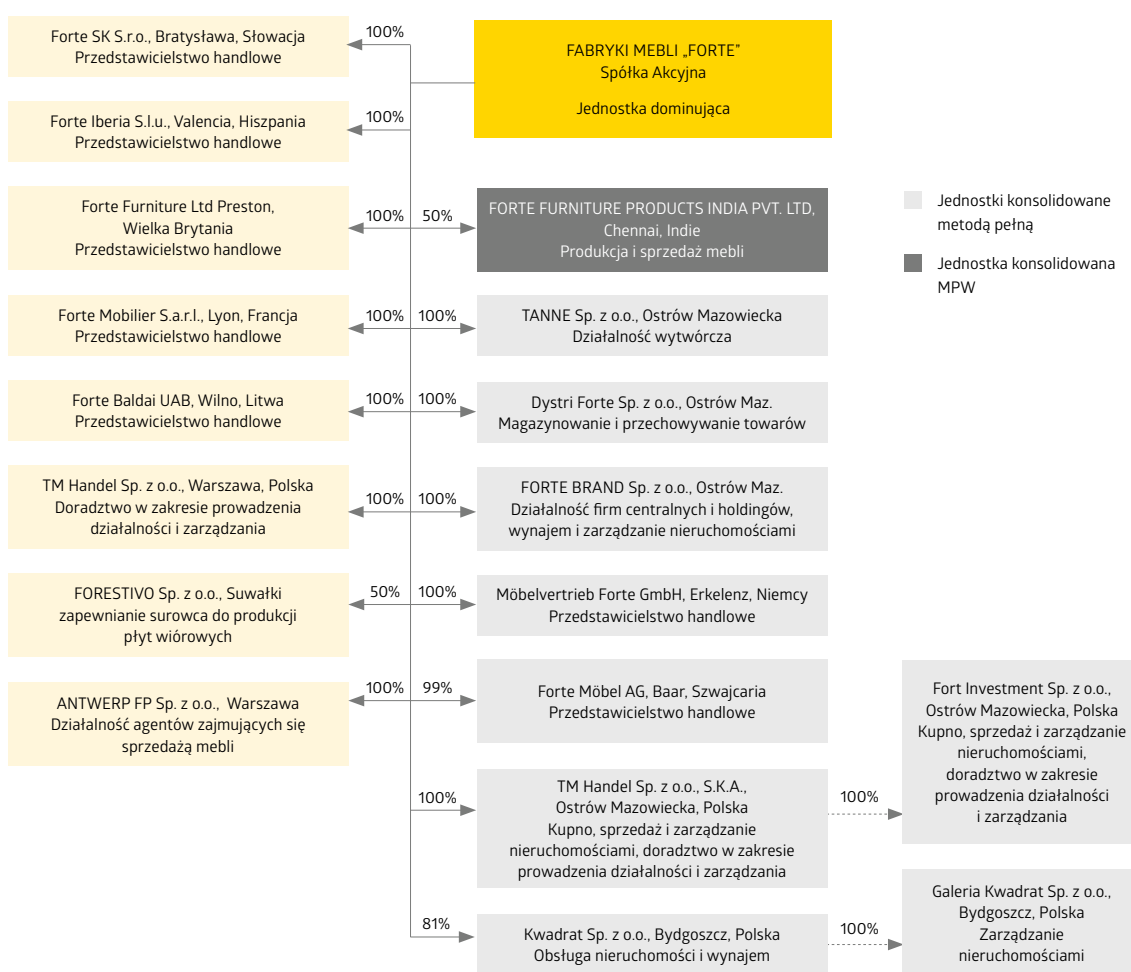 FABRYKI MEBLI „FORTE”
Spółka Akcyjna
Jednostka dominująca
100%
Forte SK S.r.o., Bratysława, Słowacja
Przedstawicielstwo handlowe
100%
Forte Iberia S.l.u., Valencia, Hiszpania
Przedstawicielstwo handlowe
100%
Forte Furniture Ltd Preston,
Wielka Brytania
Przedstawicielstwo handlowe
50%
FORTE FURNITURE PRODUCTS INDIA PVT. LTD,
Chennai, Indie
Produkcja i sprzedaż mebli
Jednostki konsolidowane
metodą pełną
Jednostka konsolidowana
MPW
100%
Forte Mobilier S.a.r.l., Lyon, Francja
Przedstawicielstwo handlowe
100%
TANNE Sp. z o.o., Ostrów Mazowiecka
Działalność wytwórcza
100%
Forte Baldai UAB, Wilno, Litwa
Przedstawicielstwo handlowe
100%
Dystri Forte Sp. z o.o., Ostrów Maz.
Magazynowanie i przechowywanie towarów
100%
TM Handel Sp. z o.o., Warszawa, Polska
Doradztwo w zakresie prowadzenia
działalności i zarządzania
100%
FORTE BRAND Sp. z o.o., Ostrów Maz.
Działalność firm centralnych i holdingów,
wynajem i zarządzanie nieruchomościami
50%
FORESTIVO Sp. z o.o., Suwałki
zapewnianie surowca do produkcji
płyt wiórowych
100%
Möbelvertrieb Forte GmbH, Erkelenz, Niemcy
Przedstawicielstwo handlowe
100%
ANTWERP FP Sp. z o.o., Warszawa
Działalność agentów zajmujących się
sprzedażą mebli
99%
Forte Möbel AG, Baar, Szwajcaria
Przedstawicielstwo handlowe
100%
TM Handel Sp. z o.o., S.K.A.,
Ostrów Mazowiecka, Polska
Kupno, sprzedaż i zarządzanie
nieruchomościami, doradztwo w zakresie
prowadzenia działalności i zarządzania
100%
Fort Investment Sp. z o.o.,
Ostrów Mazowiecka, Polska
Kupno, sprzedaż i zarządzanie
nieruchomościami,
doradztwo w zakresie
prowadzenia działalności
i zarządzania
81%
Kwadrat Sp. z o.o., Bydgoszcz, Polska
Obsługa nieruchomości i wynajem
100%
Galeria Kwadrat Sp. z o.o.,
Bydgoszcz, Polska
Zarządzanie
nieruchomościami